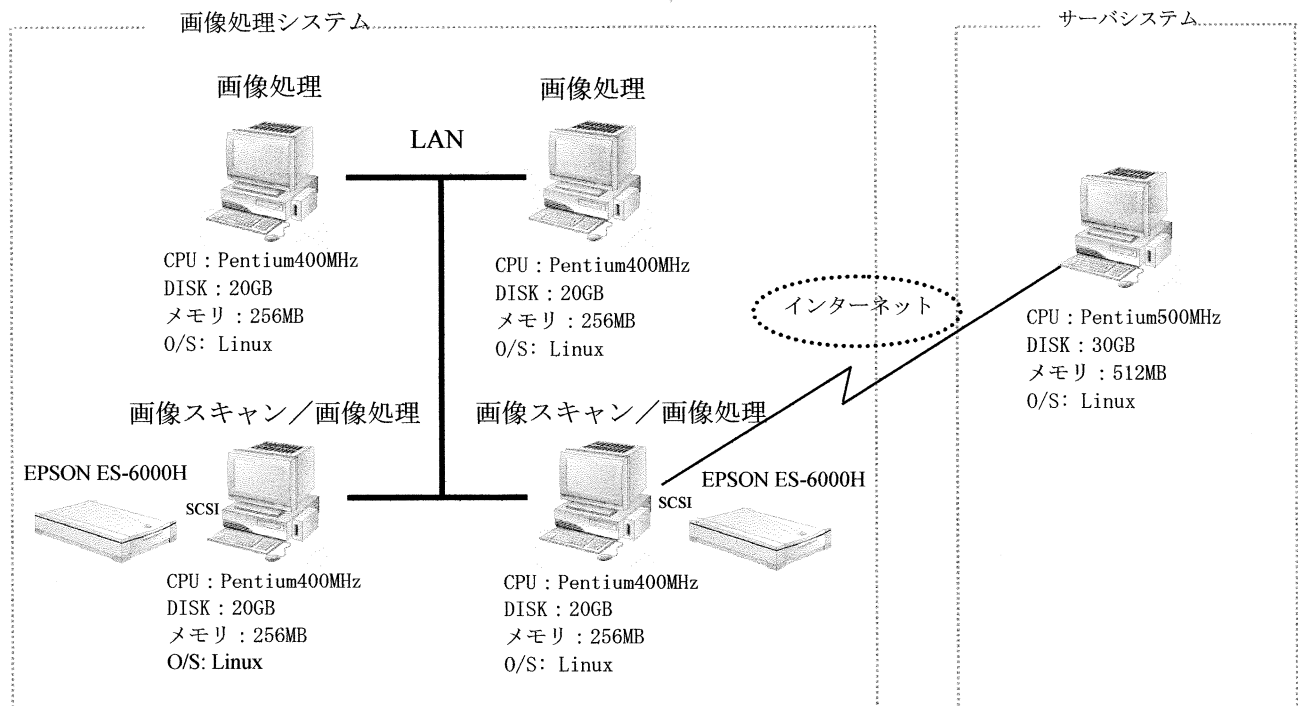 画像処理システム
サーバシステム
画像処理
画像処理
LAN
CPU：Pentium400MHz
DISK：20GB
メモリ：256MB
O/S: Linux
CPU：Pentium400MHz
DISK：20GB
メモリ：256MB
O/S: Linux
インターネット
CPU：Pentium500MHz
DISK：30GB
メモリ：512MB
O/S: Linux
画像スキャン／画像処理
画像スキャン／画像処理
EPSON ES-6000H
SCSI
SCSI
EPSON ES-6000H
CPU：Pentium400MHz
DISK：20GB
メモリ：256MB
O/S: Linux
CPU：Pentium400MHz
DISK：20GB
メモリ：256MB
O/S: Linux